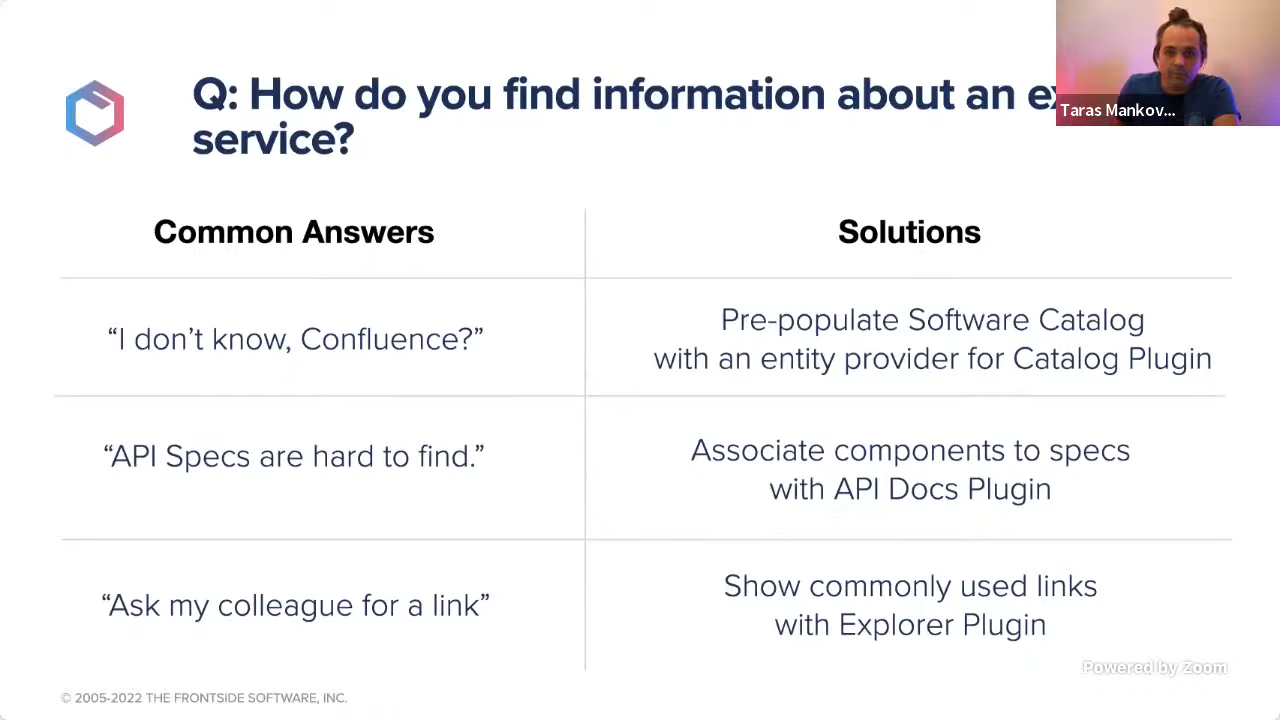 Q: How do you find information about an ex
service?
Taras Mankov...
Common Answers
Solutions
“I don’t know, Confluence?”
Pre-populate Software Catalog
with an entity provider for Catalog Plugin
“API Specs are hard to find.”
Associate components to specs
with API Docs Plugin
“Ask my colleague for a link”
Show commonly used links
with Explorer Plugin
Powered by Zoom
© 2005-2022 THE FRONTSIDE SOFTWARE, INC.